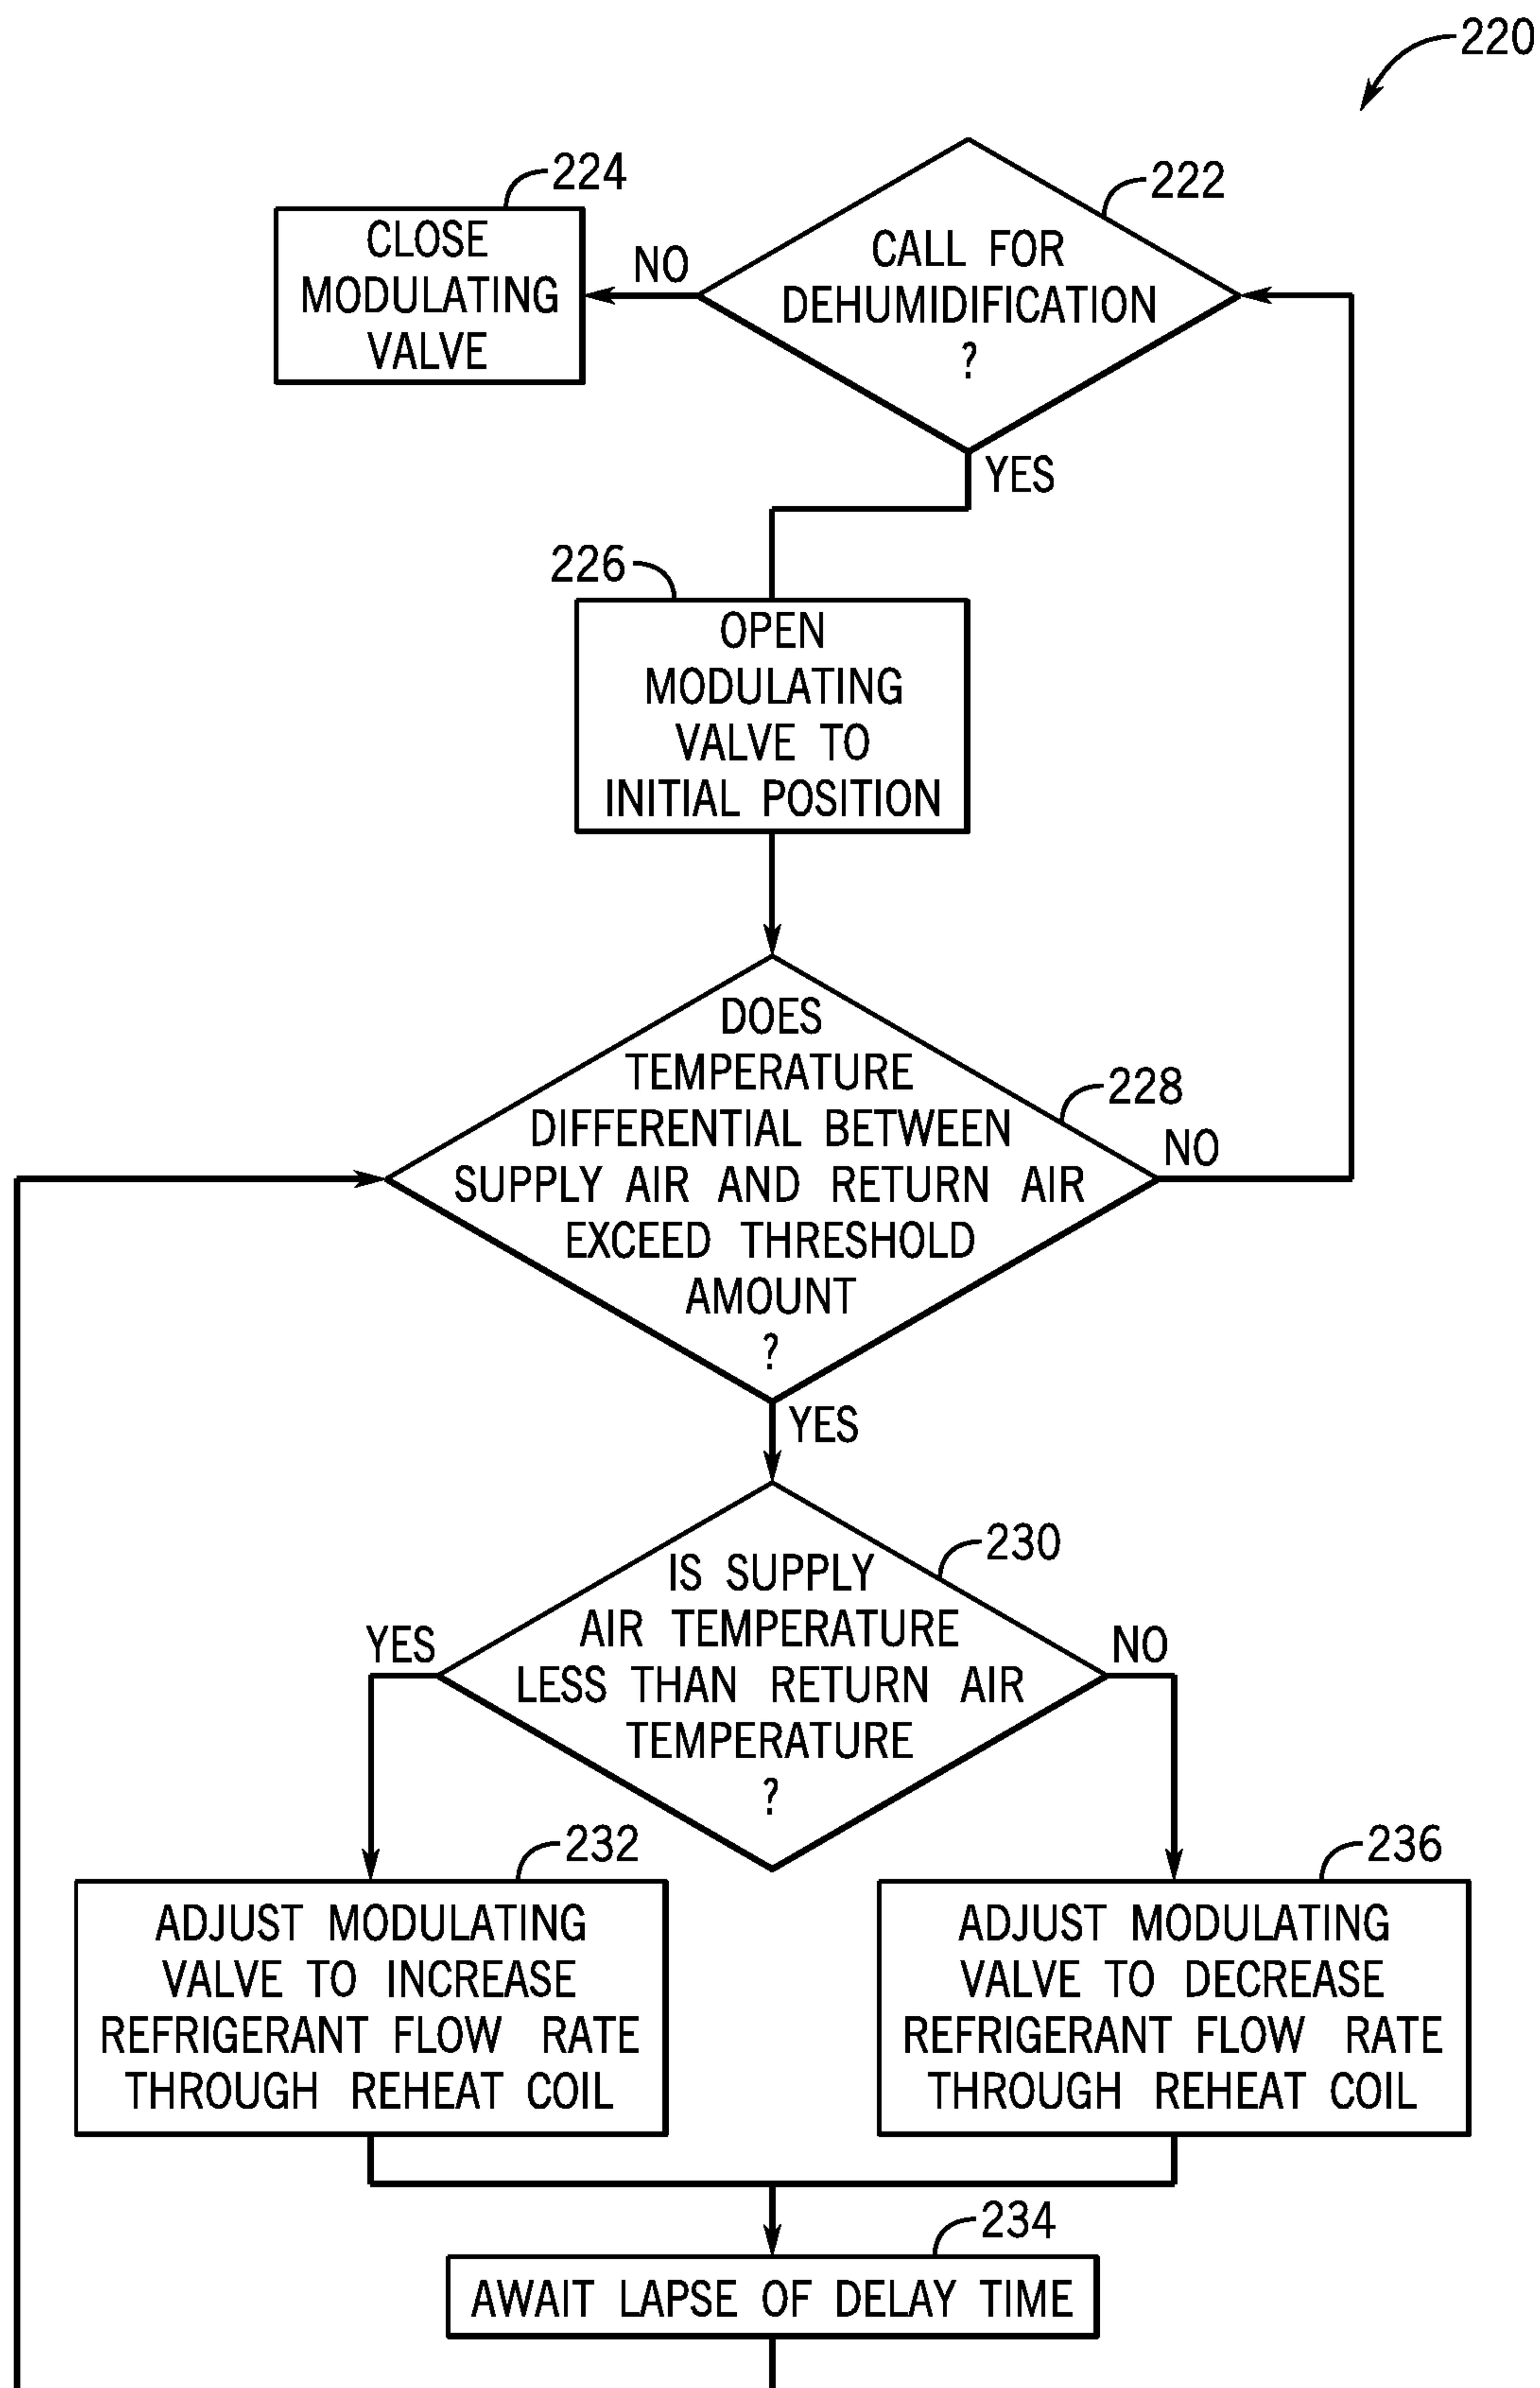 220
224
222
CLOSE
MODULATING
VALVE
NO
CALL FOR
DEHUMIDIFICATION
?
YES
226
OPEN
MODULATING
VALVE TO
INITIAL POSITION
DOES
TEMPERATURE
DIFFERENTIAL BETWEEN
SUPPLY AIR AND RETURN AIR
EXCEED THRESHOLD
AMOUNT
?
228
NO
YES
230
IS SUPPLY
AIR TEMPERATURE
LESS THAN RETURN AIR
TEMPERATURE
?
YES
NO
232
236
ADJUST MODULATING
VALVE TO INCREASE
REFRIGERANT FLOW RATE
THROUGH REHEAT COIL
ADJUST MODULATING
VALVE TO DECREASE
REFRIGERANT FLOW RATE
THROUGH REHEAT COIL
234
AWAIT LAPSE OF DELAY TIME